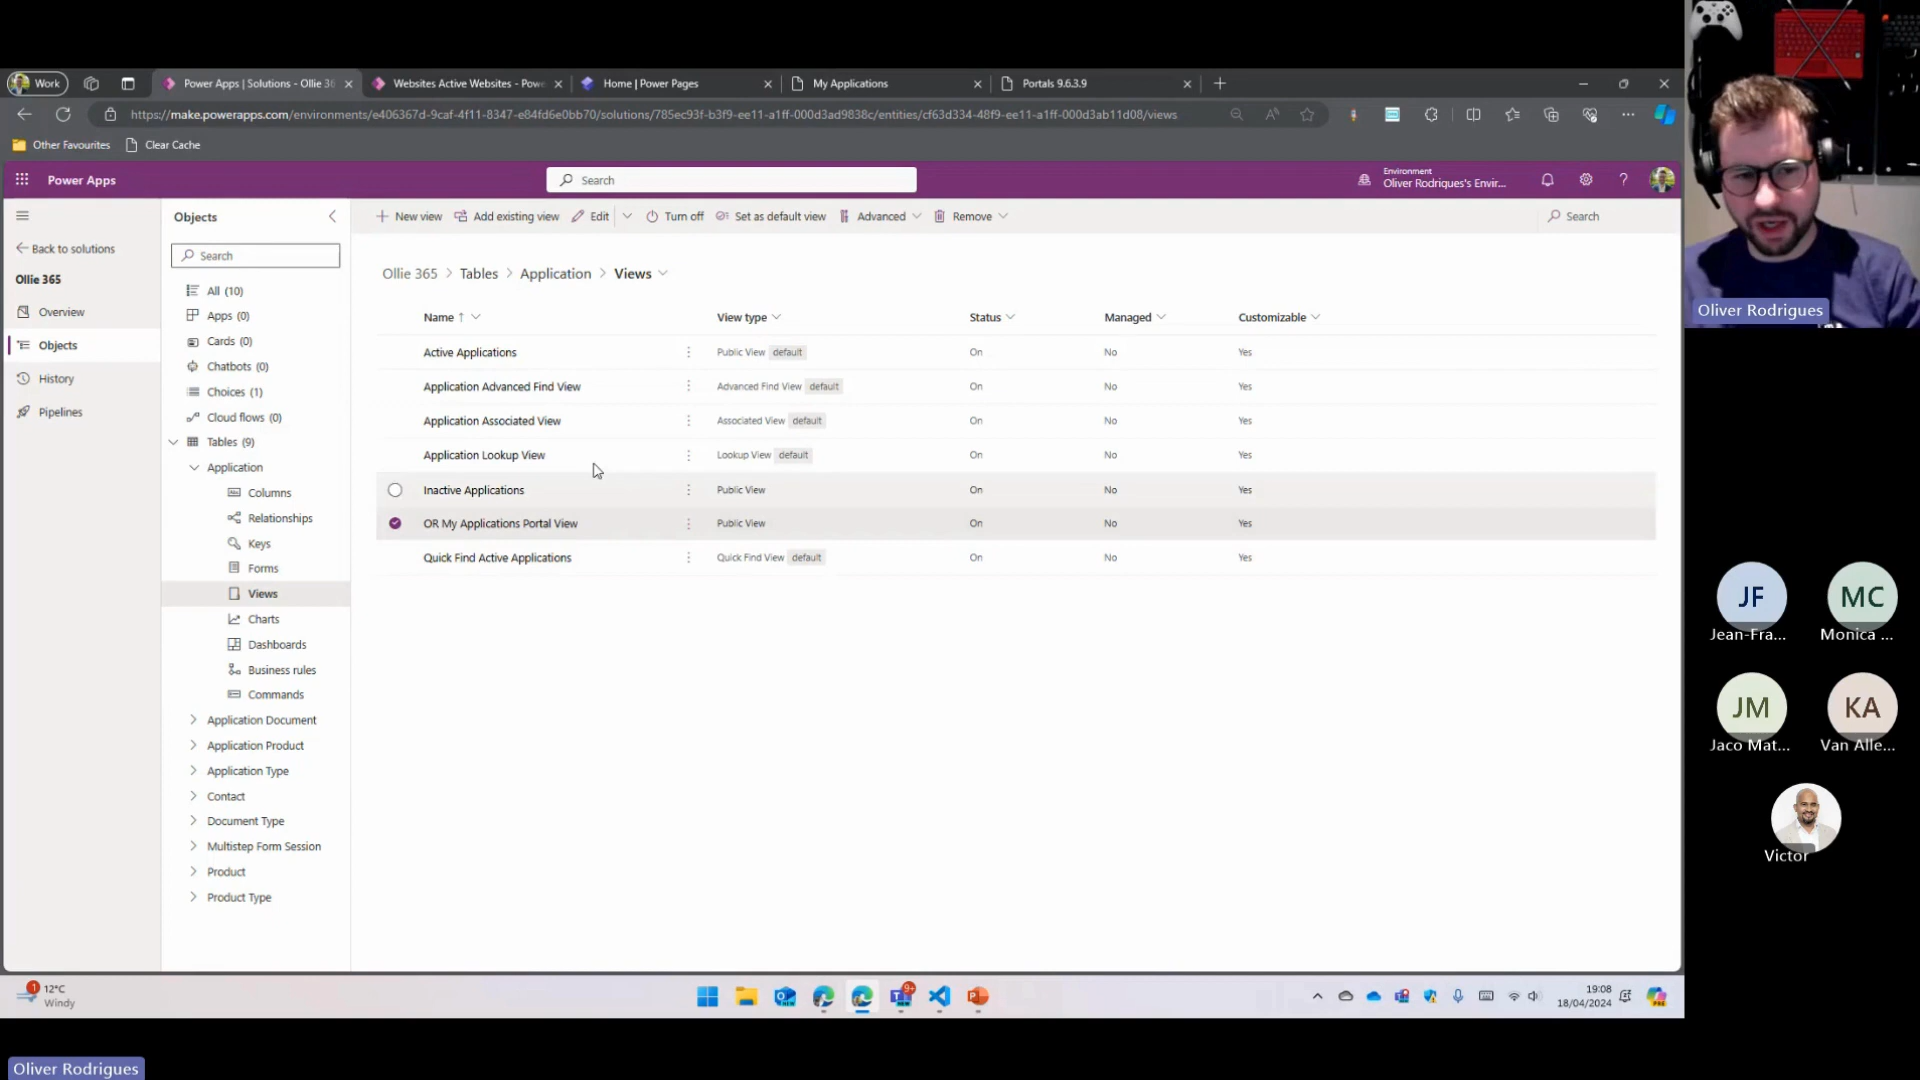 Work
Power Apps | Solutions - Ollie 36
Websites Active Websites - Powe
Home | Power Pages
My Applications
Portals 9.6.3.9
https://make.powerapps.com/environments/e406367d-9caf-4f11-8347-e84fd6e0bb70/solutions/785ec93f-b3f9-ee11-a1ff-000d3ad9838c/entities/cf63d334-48f9-ee11-a1ff-000d3ab11d08/views
Other Favourites
Clear Cache
Power Apps
Search
Environment
Oliver Rodrigues's Envir...
Objects
New view
Add existing view
Edit
Turn off
Set as default view
Advanced
Remove
Search
Back to solutions
Ollie 365
Overview
Objects
History
Pipelines
Search
All (10)
Apps (0)
Cards (0)
Chatbots (0)
Choices (1)
Cloud flows (0)
Tables (9)
Application
Columns
Relationships
Keys
Forms
Views
Charts
Dashboards
Business rules
Commands
Application Document
Application Product
Application Type
Contact
Document Type
Multistep Form Session
Product
Product Type
Ollie 365 > Tables > Application > Views
Name ↑ View type Status Managed Customizable
Active Applications Public View default On No Yes
Application Advanced Find View Advanced Find View default On No Yes
Application Associated View Associated View default On No Yes
Application Lookup View Lookup View default On No Yes
Inactive Applications Public View On No Yes
OR My Applications Portal View Public View On No Yes
Quick Find Active Applications Quick Find View default On No Yes
Oliver Rodrigues
JF
Jean-Fra...
MC
Monica ...
JM
Jaco Mat...
KA
Van Alle...
Victor
1
12°C
Windy
9+
19:08
18/04/2024
PRE
Oliver Rodrigues